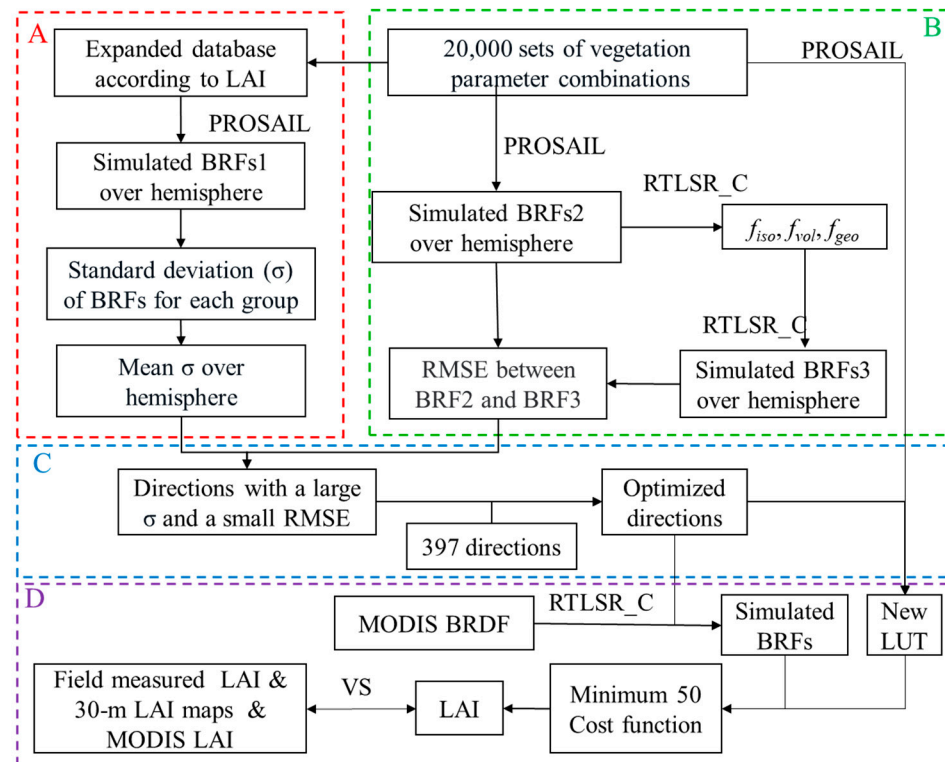 A
Expanded database
according to LAI
PROSAIL
Simulated BRFs1
over hemisphere
Standard deviation (σ)
of BRFs for each group
Mean σ over
hemisphere
B
20,000 sets of vegetation
parameter combinations
PROSAIL
PROSAIL
RTLSR_C
Simulated BRFs2
over hemisphere
fiso, fvol, fgeo
RTLSR_C
RMSE between
BRF2 and BRF3
Simulated BRFs3
over hemisphere
C
Directions with a large
σ and a small RMSE
397 directions
Optimized
directions
D
MODIS BRDF
RTLSR_C
Simulated
BRFs
New
LUT
Field measured LAI &
30-m LAI maps &
MODIS LAI
VS
LAI
Minimum 50
Cost function